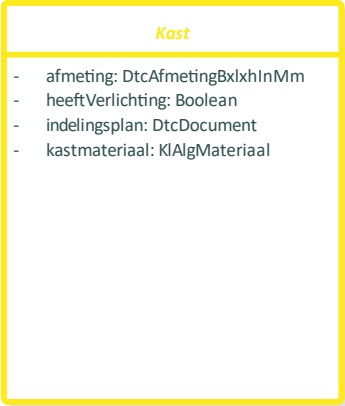 Kast
- afmeting: DtcAfmetingBxlxhInMm
- heeftVerlichting: Boolean
- indelingsplan: DtcDocument
- kastmateriaal: KlAlgMateriaal